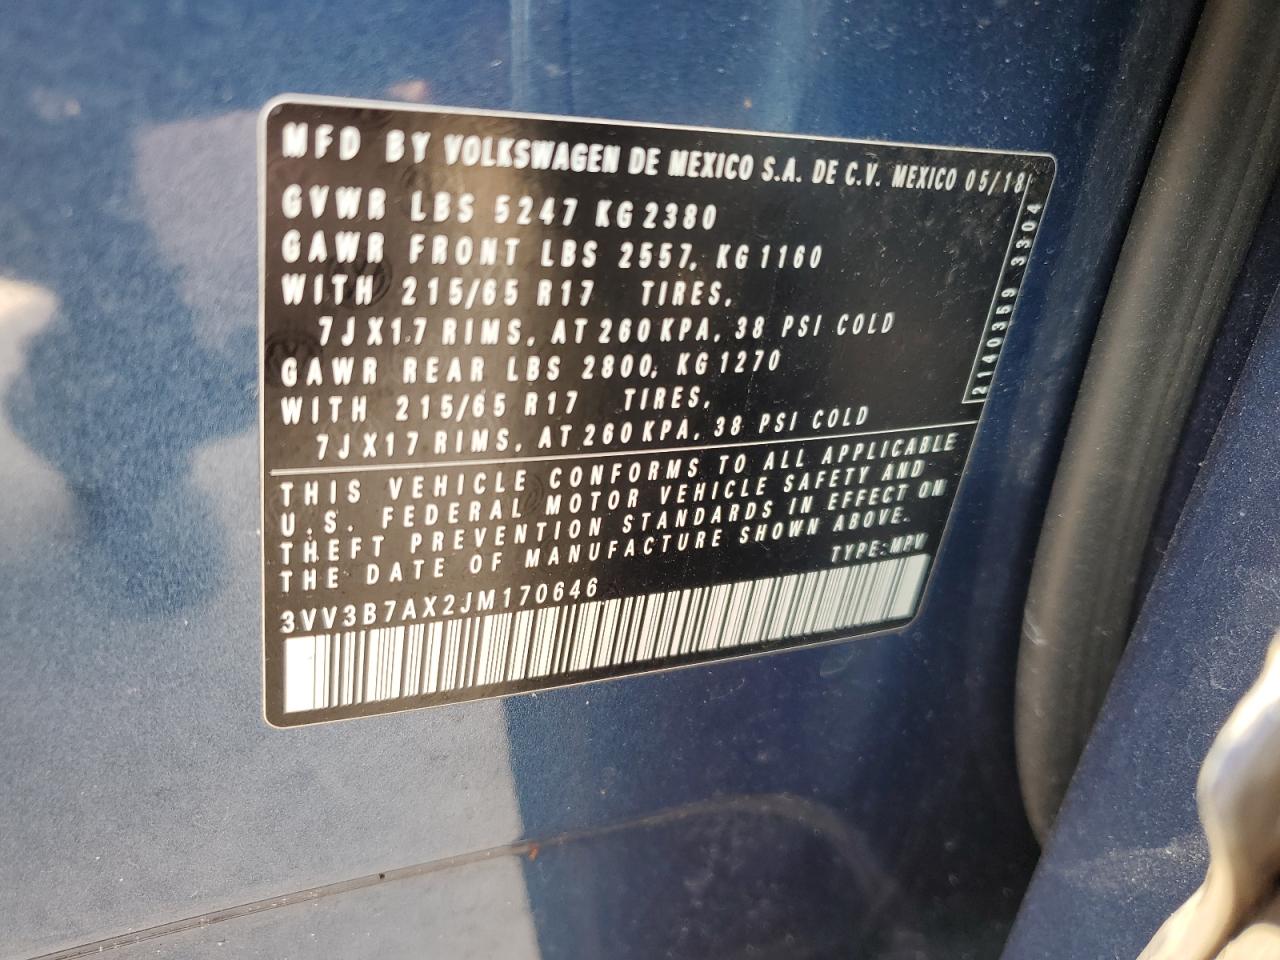 MFD BY VOLKSWAGEN DE MEXICO S.A. DE C.V. MEXICO 05/18
GVWR LBS 5247 KG 2380
GAWR FRONT LBS 2557, KG 1160
WITH 215/65 R17 TIRES,
7JX17 RIMS, AT 260 KPA, 38 PSI COLD
GAWR REAR LBS 2800, KG 1270
WITH 215/65 R17 TIRES,
7JX17 RIMS, AT 260 KPA, 38 PSI COLD
2140359 3304
THIS VEHICLE CONFORMS TO ALL APPLICABLE
U.S. FEDERAL MOTOR VEHICLE SAFETY AND
THEFT PREVENTION STANDARDS IN EFFECT ON
THE DATE OF MANUFACTURE SHOWN ABOVE.
TYPE: MPV
3VV3B7AX2JM170646